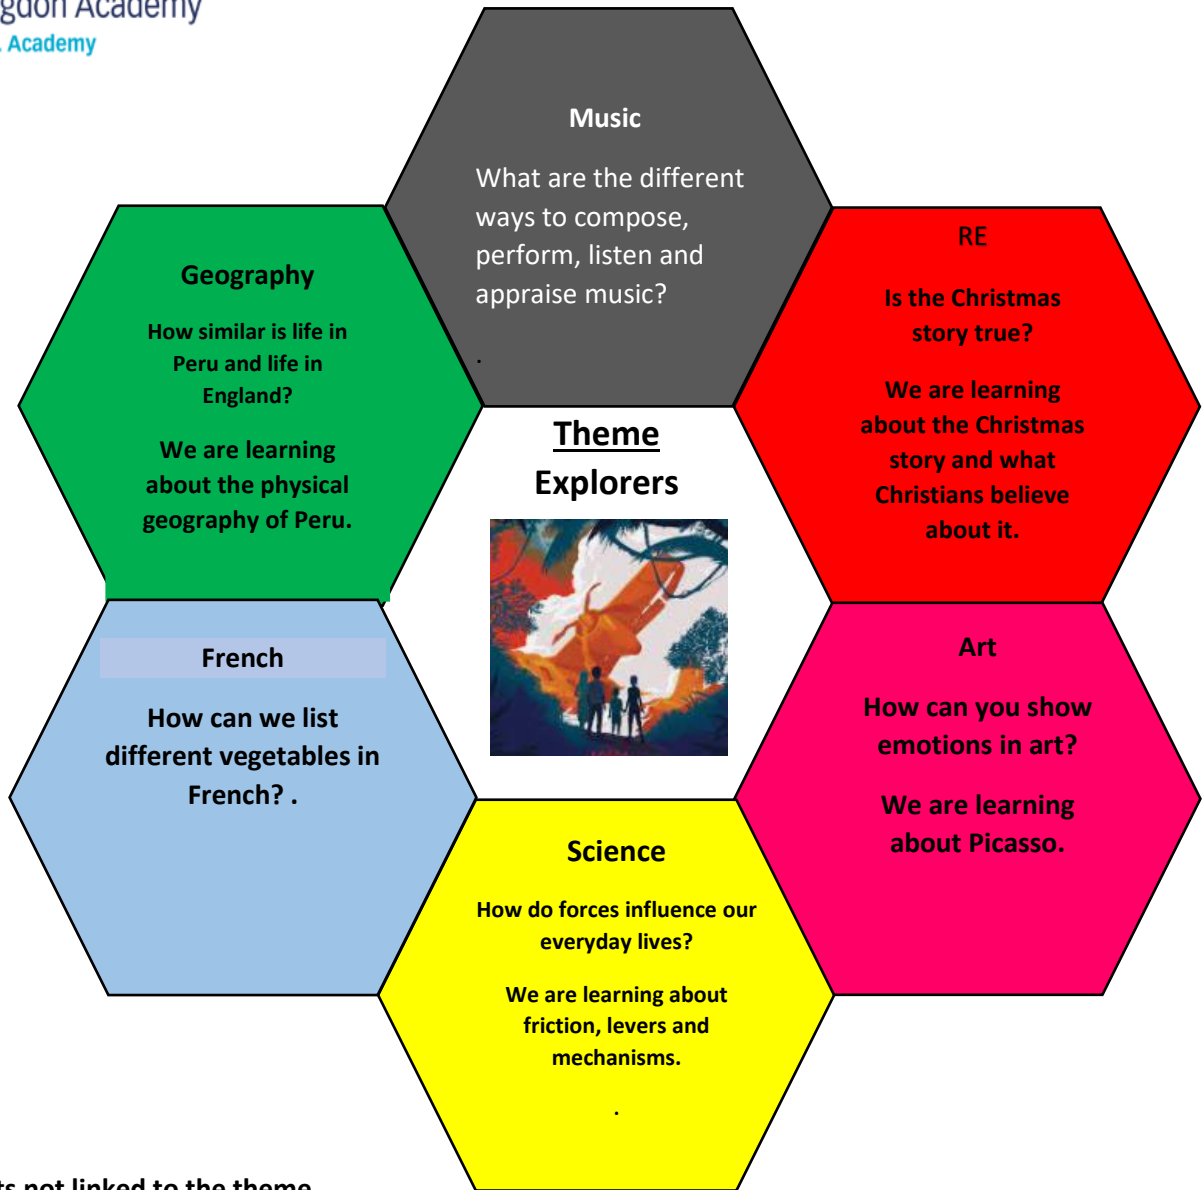 Academy
Academy
Music
What are the different
ways to compose,
perform, listen and
appraise music?
.
Geography
How similar is life in
Peru and life in
England?
We are learning
about the physical
geography of Peru.
RE
Is the Christmas
story true?
We are learning
about the Christmas
story and what
Christians believe
about it.
Theme
Explorers
French
How can we list
different vegetables in
French? .
Art
How can you show
emotions in art?
We are learning
about Picasso.
Science
How do forces influence our
everyday lives?
We are learning about
friction, levers and
mechanisms.
.
not linked to the theme